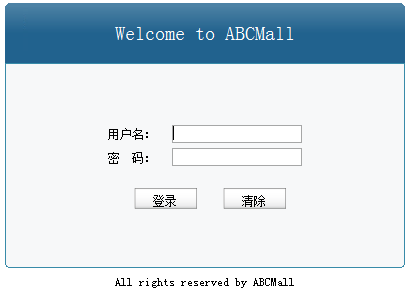 Welcome to ABCMall
用户名：
密 码：
登录 清除
All rights reserved by ABCMall